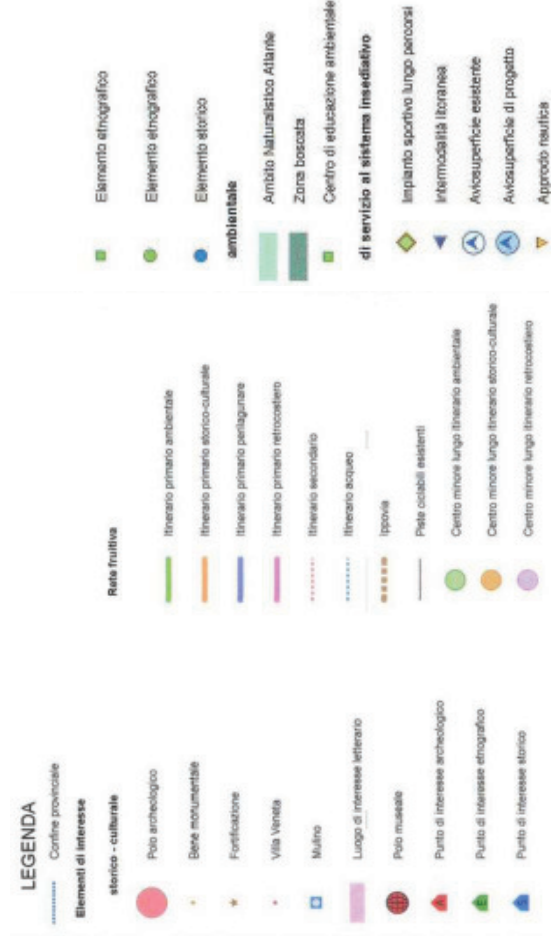 LEGENDA
Confine provinciale
Elementi di interesse
storico - culturale
Polo archeologico
Bene monumentale
Fortificazione
Villa Veneta
Mulino
Luogo di interesse letterario
Polo museale
A Punto di interesse archeologico
E Punto di interesse etnografico
S Punto di interesse storico
Rete fruitiva
Itinerario primario ambientale
Itinerario primario storico-culturale
Itinerario primario perilagunare
Itinerario primario retrocostiero
Itinerario secondario
Itinerario acqueo
Ippovia
Piste ciclabili esistenti
Centro minore lungo itinerario ambientale
Centro minore lungo itinerario storico-culturale
Centro minore lungo itinerario retrocostiero
Elemento etnografico
Elemento etnografico
Elemento storico
ambientale
Ambito Naturalistico Atlante
Zona boscata
Centro di educazione ambientale
di servizio al sistema insediativo
Impianto sportivo lungo percorsi
Intermodalità litoranea
Aviosuperficie esistente
Aviosuperficie di progetto
Approdo nautica